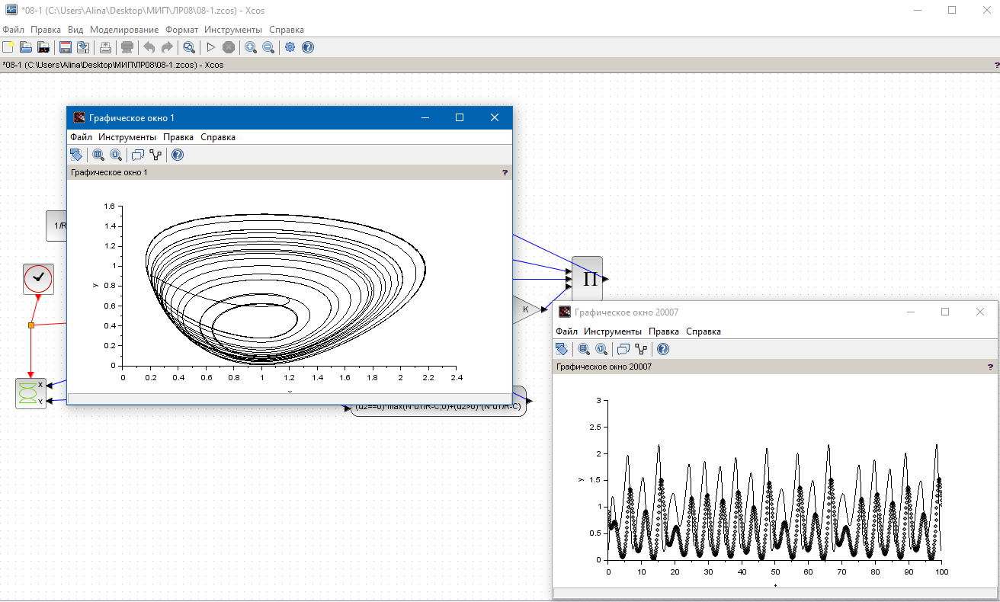 *08-1 (C:\Users\Alina\Desktop\МИП\ЛР08\08-1.zcos) - Xcos
Файл Правка Вид Моделирование Формат Инструменты Справка
*08-1 (C:\Users\Alina\Desktop\МИП\ЛР08\08-1.zcos) - Xcos ?
Графическое окно 1
Файл Инструменты Правка Справка
Графическое окно 1 ?
1.6
1.4
1.2
1
0.8
0.6
0.4
0.2
0
y
0 0.2 0.4 0.6 0.8 1 1.2 1.4 1.6 1.8 2 2.2 2.4
1/R
Π
K
X
Y
(u2==0)*max(N*u1/R-C,0)+(u2>0)*(N*u1/R-C)
Графическое окно 20007
Файл Инструменты Правка Справка
Графическое окно 20007 ?
3
2.5
2
1.5
1
0.5
0
y
0 10 20 30 40 50 60 70 80 90 100